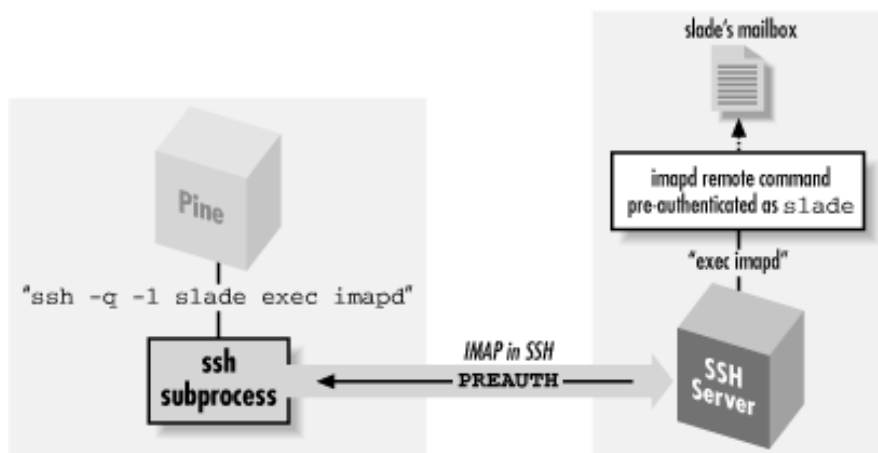 slade's mailbox
Pine
imapd remote command
pre-authenticated as slade
"exec imapd"
"ssh -q -l slade exec imapd"
ssh
subprocess
IMAP in SSH
PREAUTH
SSH
Server